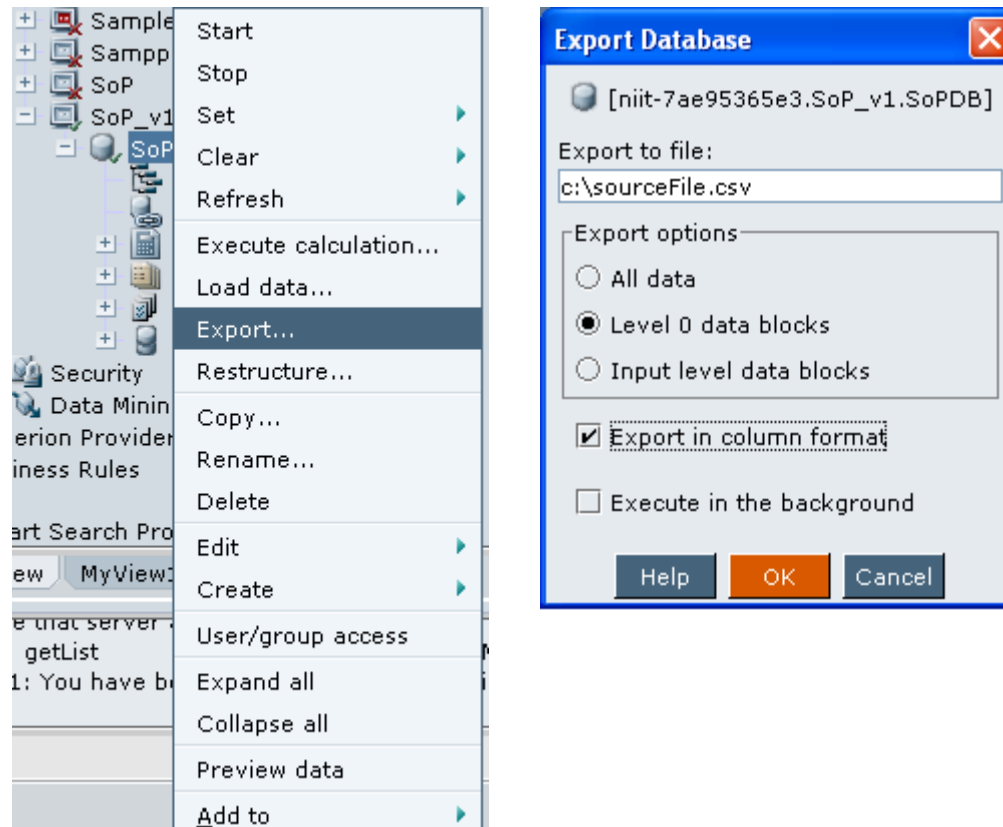 Sample
Sampp
SoP
SoP_v1
SoP
Security
Data Minin
erion Provider
iness Rules
art Search Pro
ew
MyView1
e that server
getList
1: You have b
Start
Stop
Set
Clear
Refresh
Execute calculation...
Load data...
Export...
Restructure...
Copy...
Rename...
Delete
Edit
Create
User/group access
Expand all
Collapse all
Preview data
Add to
Export Database
[niit-7ae95365e3.SoP_v1.SoPDB]
Export to file:
c:\sourceFile.csv
Export options
All data
Level 0 data blocks
Input level data blocks
Export in column format
Execute in the background
Help
OK
Cancel